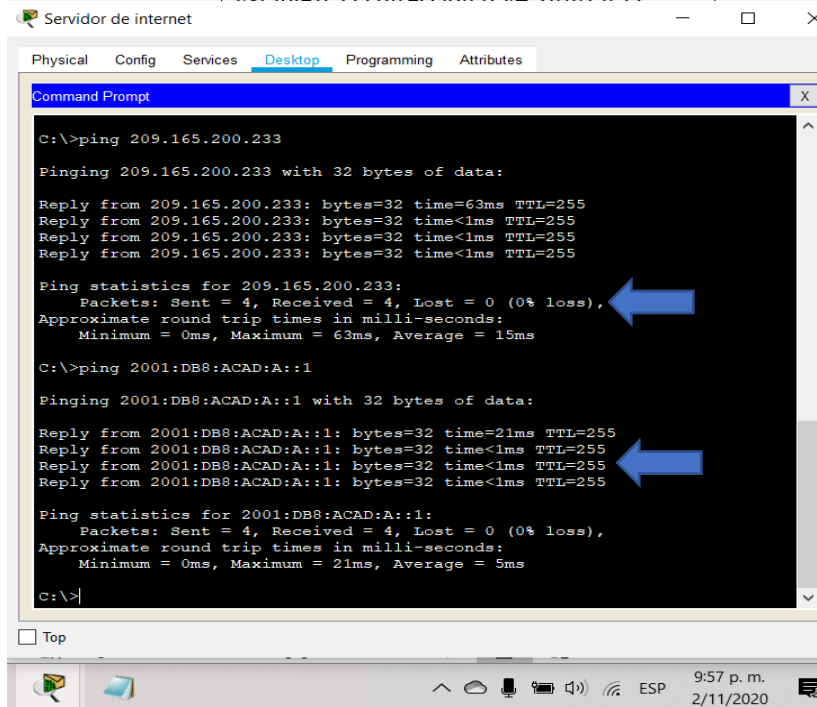 Servidor de internet
Physical Config Services Desktop Programming Attributes
Command Prompt
X
C:\>ping 209.165.200.233
Pinging 209.165.200.233 with 32 bytes of data:
Reply from 209.165.200.233: bytes=32 time=63ms TTL=255
Reply from 209.165.200.233: bytes=32 time<1ms TTL=255
Reply from 209.165.200.233: bytes=32 time<1ms TTL=255
Reply from 209.165.200.233: bytes=32 time<1ms TTL=255
Ping statistics for 209.165.200.233:
Packets: Sent = 4, Received = 4, Lost = 0 (0% loss),
Approximate round trip times in milli-seconds:
Minimum = 0ms, Maximum = 63ms, Average = 15ms
C:\>ping 2001:DB8:ACAD:A::1
Pinging 2001:DB8:ACAD:A::1 with 32 bytes of data:
Reply from 2001:DB8:ACAD:A::1: bytes=32 time=21ms TTL=255
Reply from 2001:DB8:ACAD:A::1: bytes=32 time<1ms TTL=255
Reply from 2001:DB8:ACAD:A::1: bytes=32 time<1ms TTL=255
Reply from 2001:DB8:ACAD:A::1: bytes=32 time<1ms TTL=255
Ping statistics for 2001:DB8:ACAD:A::1:
Packets: Sent = 4, Received = 4, Lost = 0 (0% loss),
Approximate round trip times in milli-seconds:
Minimum = 0ms, Maximum = 21ms, Average = 5ms
C:\>
Top
ESP
9:57 p. m.
2/11/2020